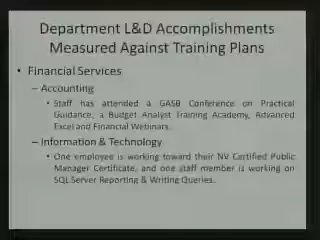 Department L&D Accomplishments
Measured Against Training Plans
• Financial Services
– Accounting
• Staff has attended a GASB Conference on Practical
Guidance, a Budget Analyst Training Academy, Advanced
Excel and Financial Webinars.
– Information & Technology
• One employee is working toward their NV Certified Public
Manager Certificate, and one staff member is working on
SQL Server Reporting & Writing Queries.